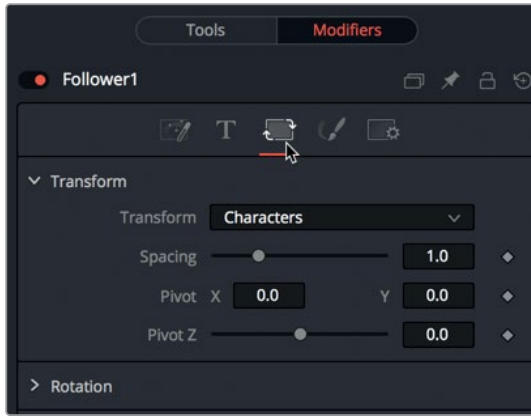 Tools Modifiers
Follower1
T
Transform
Transform Characters
Spacing 1.0
Pivot X 0.0 Y 0.0
Pivot Z 0.0
Rotation